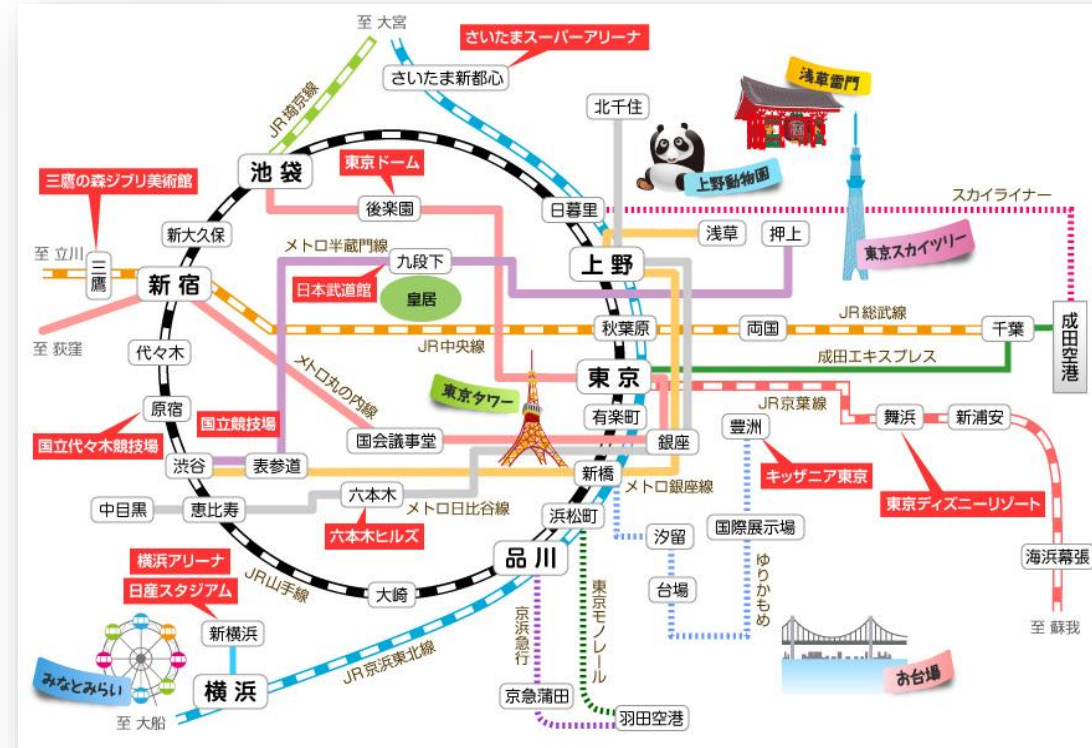 至 大宮
さいたまスーパーアリーナ
さいたま新都心
JR埼京線
浅草雷門
北千住
池袋
東京ドーム
上野動物園
三鷹の森ジブリ美術館
後楽園
日暮里
スカイライナー
新大久保
浅草
押上
東京スカイツリー
至 立川
メトロ半蔵門線
九段下
三鷹
新宿
上野
日本武道館
皇居
JR総武線
秋葉原
両国
千葉
成田空港
至 荻窪
代々木
JR中央線
成田エキスプレス
メトロ丸の内線
東京
東京タワー
JR京葉線
原宿
国立競技場
有楽町
豊洲
舞浜
新浦安
国立代々木競技場
国会議事堂
銀座
渋谷
表参道
新橋
キッザニア東京
メトロ銀座線
六本木
東京ディズニーリゾート
中目黒
恵比寿
メトロ日比谷線
浜松町
国際展示場
六本木ヒルズ
汐留
品川
横浜アリーナ
海浜幕張
JR山手線
日産スタジアム
大崎
台場
ゆりかもめ
東京モノレール
京浜急行
新横浜
至 蘇我
JR京浜東北線
みなとみらい
お台場
横浜
京急蒲田
羽田空港
至 大船